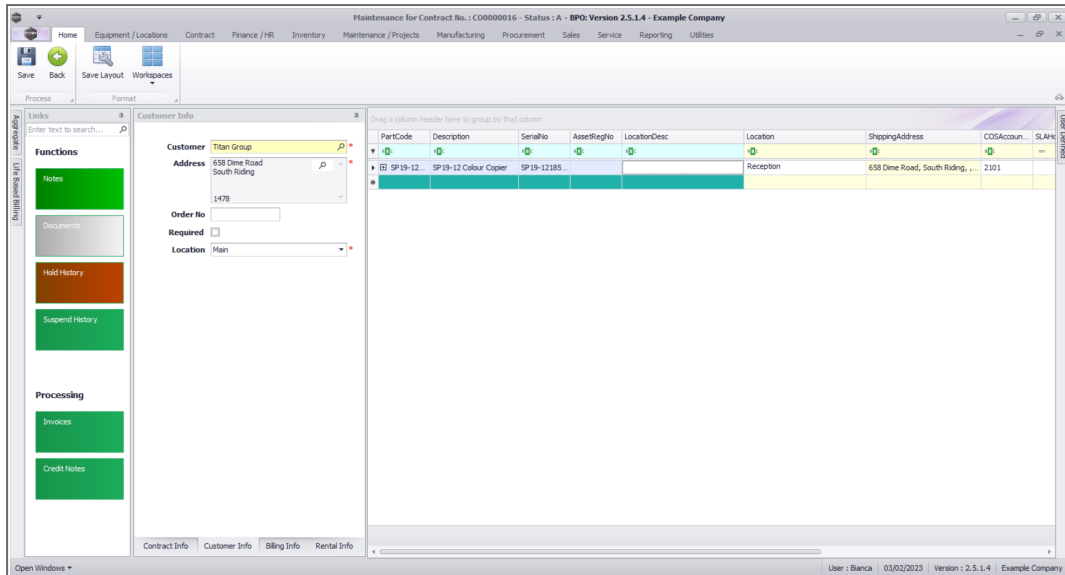 Maintenance for Contract No. : CO0000016 - Status : A - BPO: Version 2.5.1.4 - Example Company
Home Equipment / Locations Contract Finance / HR Inventory Maintenance / Projects Manufacturing Procurement Sales Service Reporting Utilities
Save Back Save Layout Workspaces
Process Format
Aggregate
Life Based Billing
Links
Enter text to search...
Functions
Notes
Documents
Hold History
Suspend History
Processing
Invoices
Credit Notes
Customer Info
Customer Titan Group *
Address 658 Dime Road *
South Riding
1478
Order No
Required
Location Main *
Contract Info Customer Info Billing Info Rental Info
Drag a column header here to group by that column
PartCode Description SerialNo AssetRegNo LocationDesc Location ShippingAddress COSAccoun... SLAHo
SP19-12... SP19-12 Colour Copier SP19-12185... Reception 658 Dime Road, South Riding, ,... 2101
User Defined
Open Windows
User : Bianca 03/02/2023 Version : 2.5.1.4 Example Company